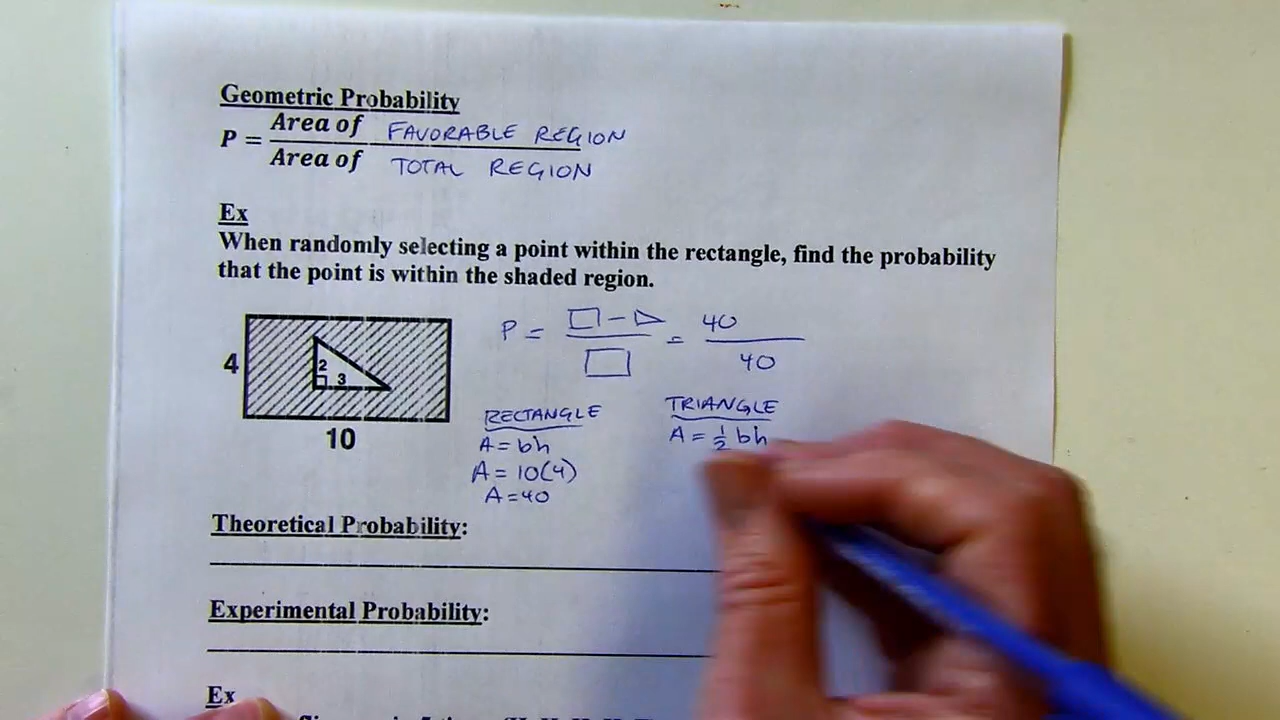 Geometric Probability
P = Area of FAVORABLE REGION
Area of TOTAL REGION
Ex
When randomly selecting a point within the rectangle, find the probability
that the point is within the shaded region.
P = □ - ▷ = 40
□ 40
4 2 3
10
RECTANGLE
A = bh
A = 10(4)
A = 40
TRIANGLE
A = ½ bh
Theoretical Probability:
Experimental Probability:
Ex